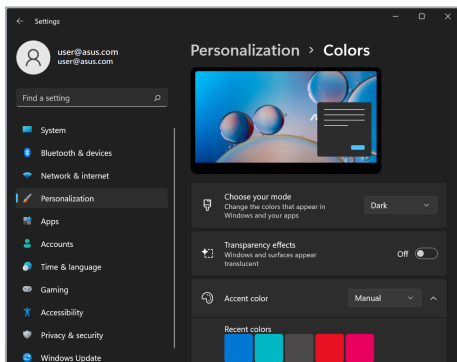 Settings
user@asus.com
user@asus.com
Find a setting
System
Bluetooth & devices
Network & internet
Personalization
Apps
Accounts
Time & language
Gaming
Accessibility
Privacy & security
Windows Update
Personalization > Colors
Choose your mode
Change the colors that appear in
Windows and your apps
Dark
Transparency effects
Windows and surfaces appear
translucent
Off
Accent color
Manual
Recent colors